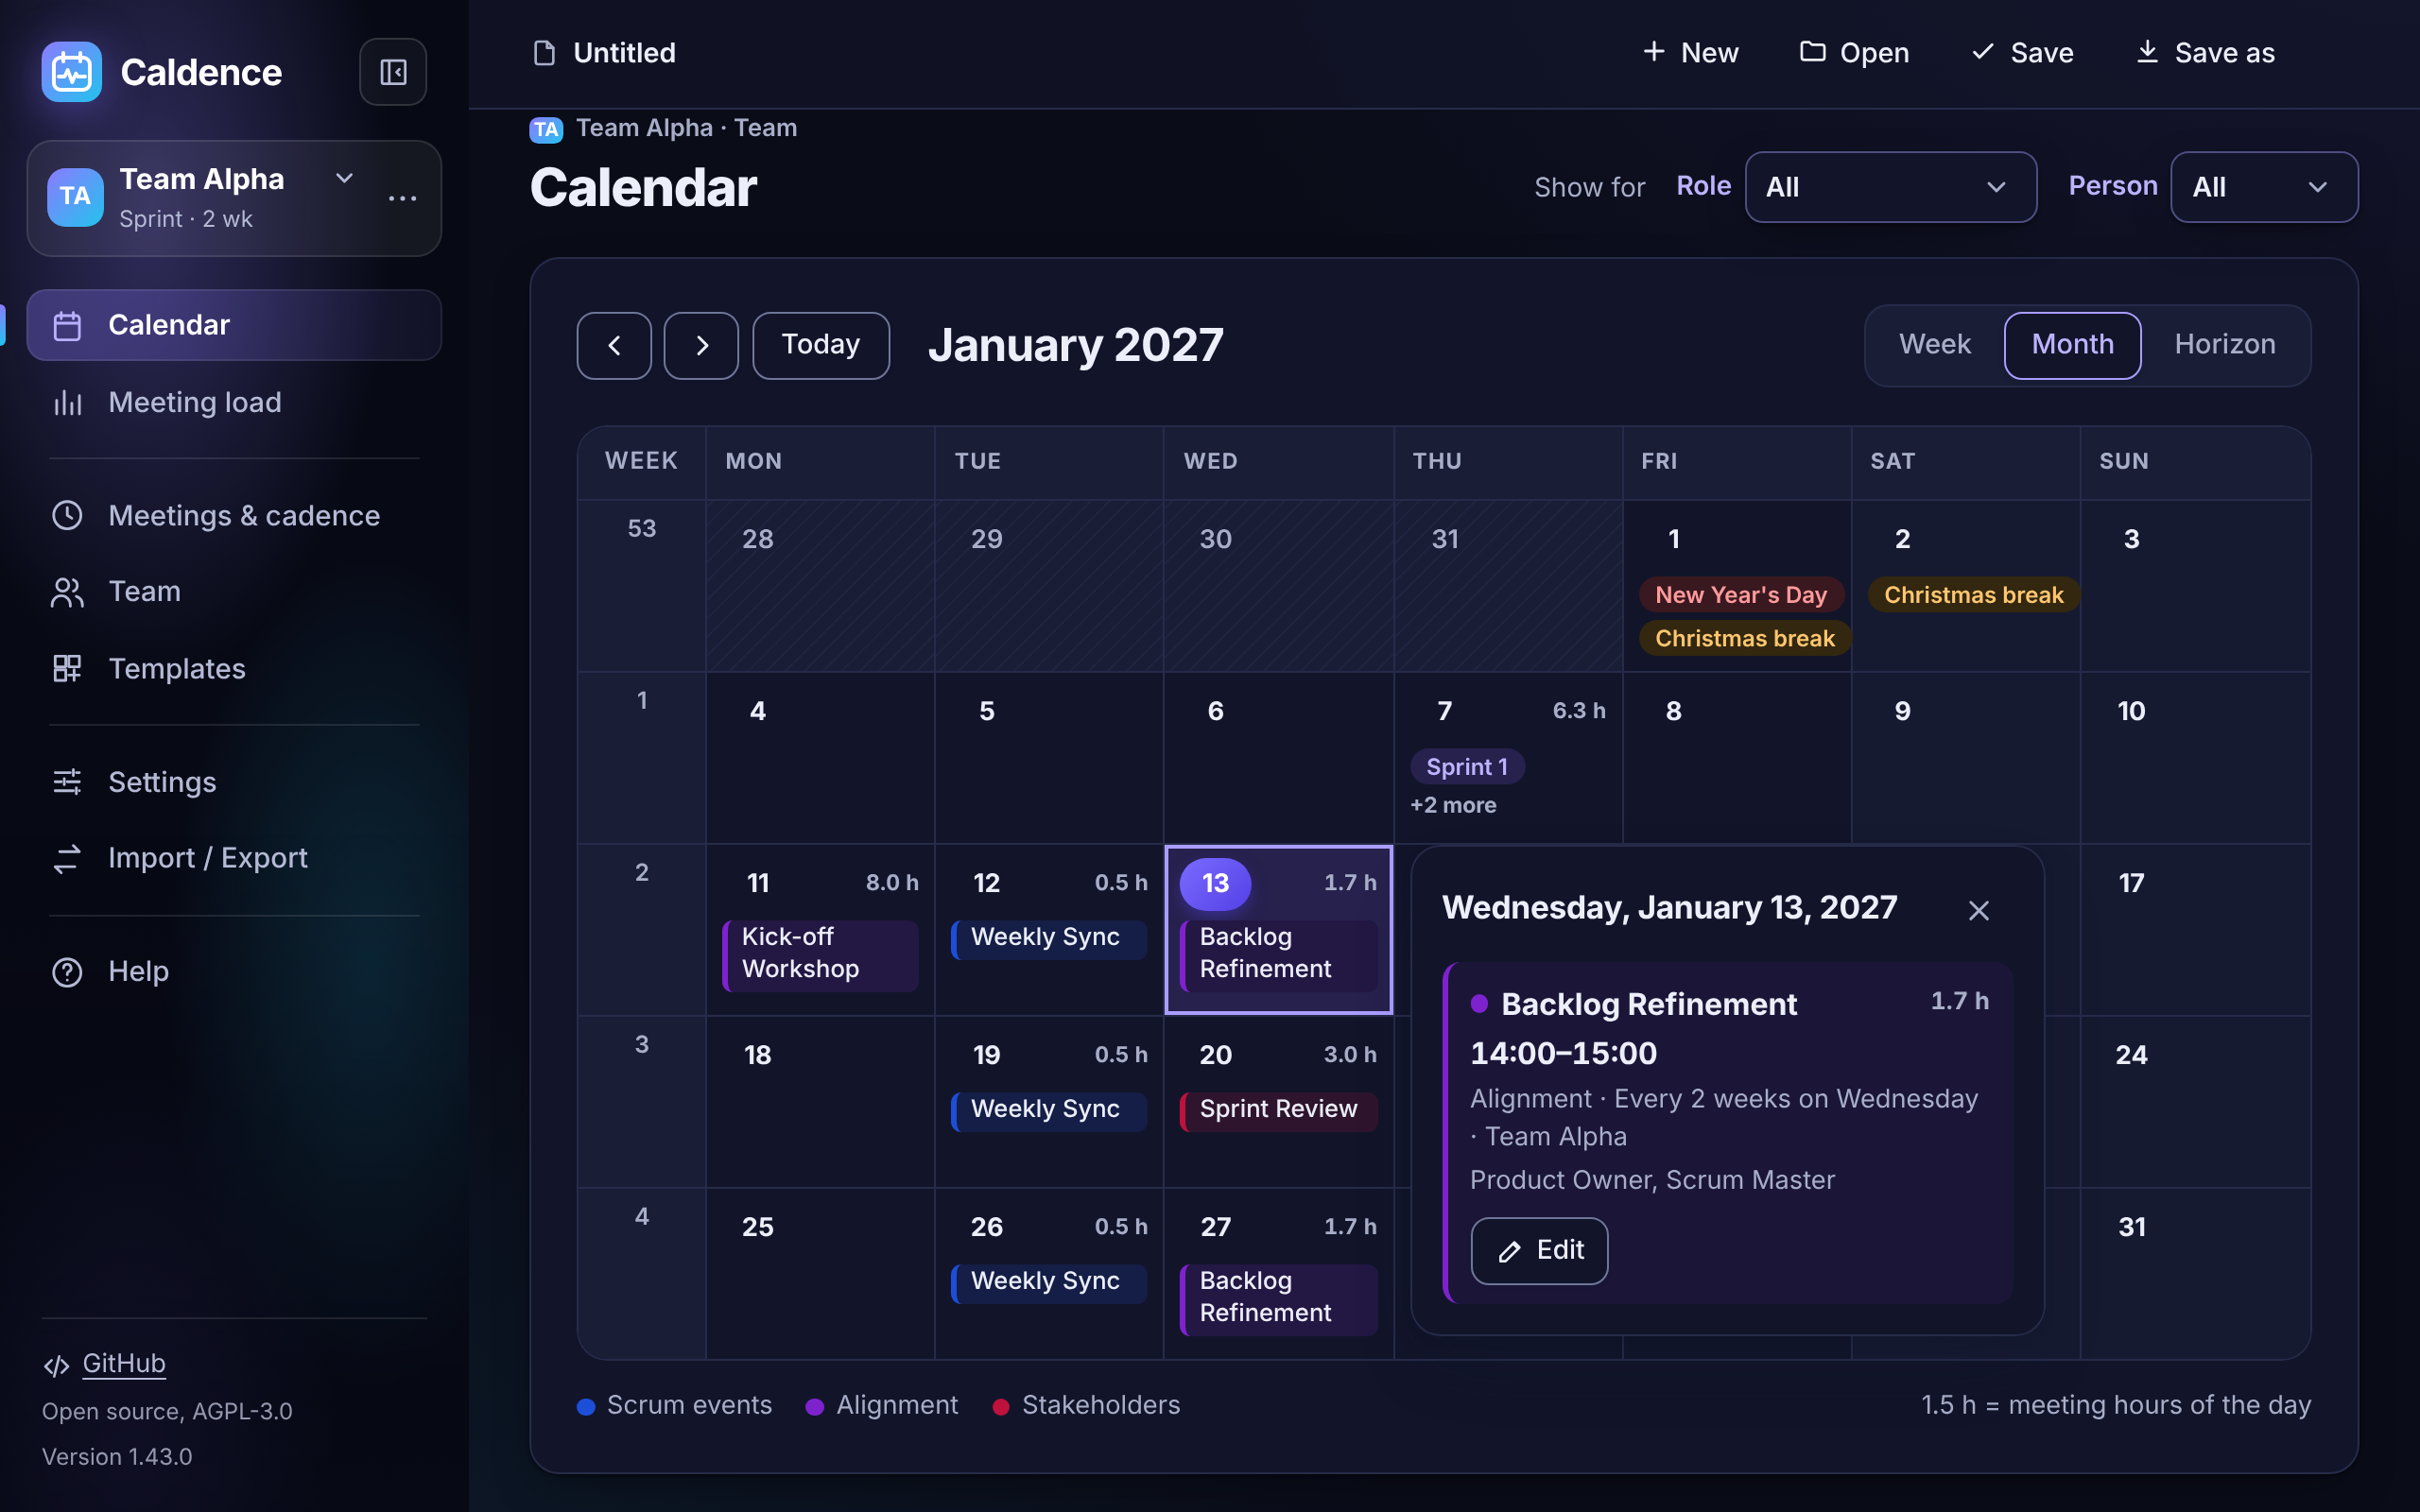 Caldence
TA
Team Alpha
Sprint · 2 wk
Calendar
Meeting load
Meetings & cadence
Team
Templates
Settings
Import / Export
Help
GitHub
Open source, AGPL-3.0
Version 1.43.0
Untitled
New
Open
Save
Save as
TA Team Alpha · Team
Calendar
Show for Role All Person All
Today
January 2027
Week Month Horizon
WEEK MON TUE WED THU FRI SAT SUN
53 28 29 30 31 1 2 3
New Year's Day
Christmas break
Christmas break
1 4 5 6 7 6.3 h 8 9 10
Sprint 1
+2 more
2 11 8.0 h 12 0.5 h 13 1.7 h 17
Kick-off
Workshop
Weekly Sync
Backlog
Refinement
3 18 19 0.5 h 20 3.0 h 24
Weekly Sync
Sprint Review
4 25 26 0.5 h 27 1.7 h 31
Weekly Sync
Backlog
Refinement
Wednesday, January 13, 2027
Backlog Refinement 1.7 h
14:00–15:00
Alignment · Every 2 weeks on Wednesday
· Team Alpha
Product Owner, Scrum Master
Edit
Scrum events Alignment Stakeholders
1.5 h = meeting hours of the day